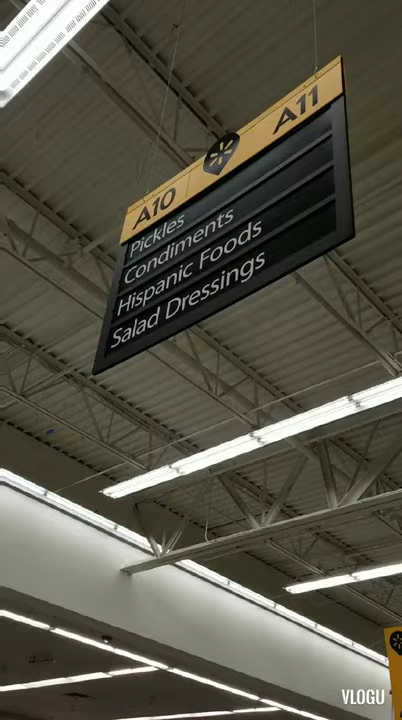 A10 A11
Pickles
Condiments
Hispanic Foods
Salad Dressings
VLOGU